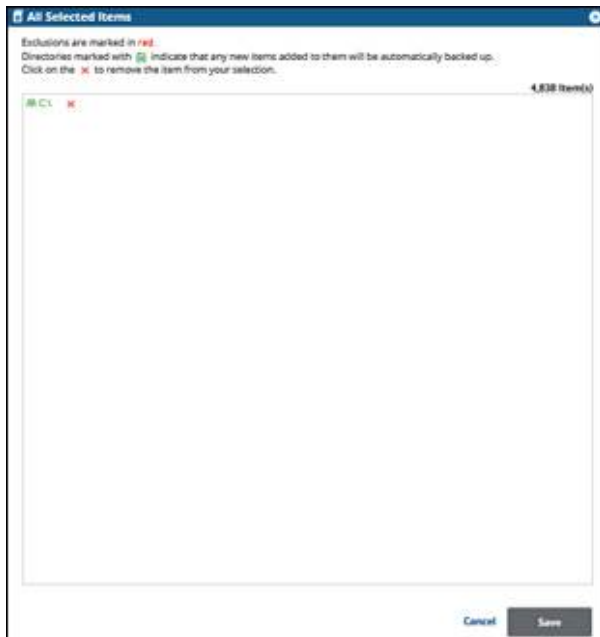 All Selected Items
Exclusions are marked in red.
Directories marked with indicate that any new items added to them will be automatically backed up.
Click on the to remove the item from your selection.
4,838 Item(s)
C:\
Cancel
Save